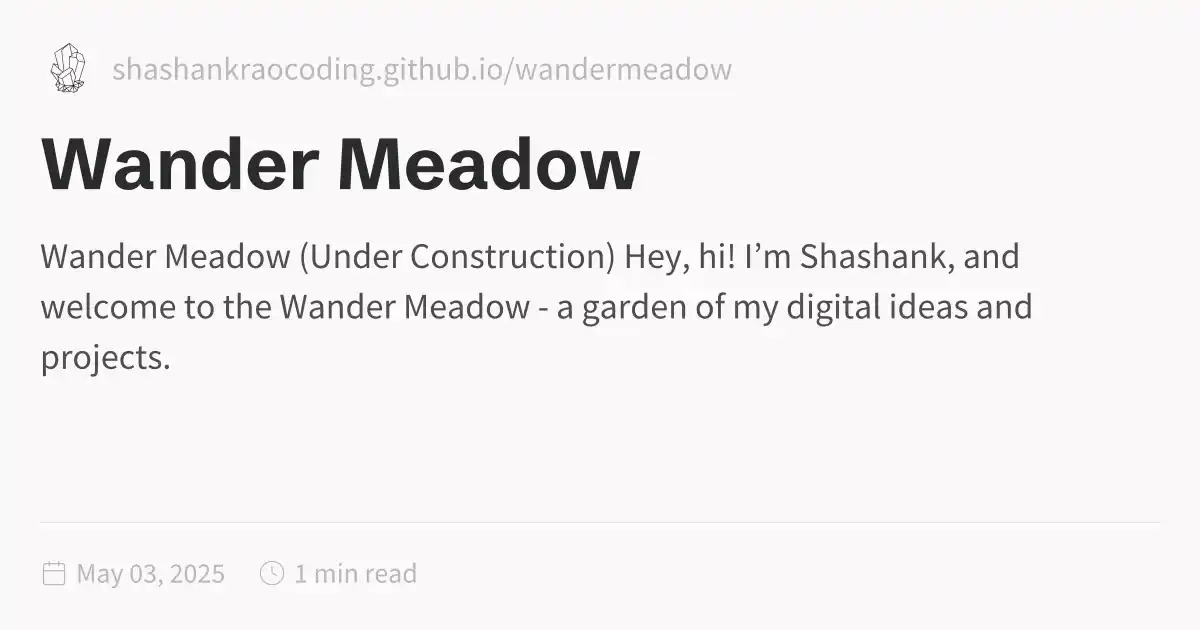 shashankraocoding.github.io/wandermeadow
Wander Meadow
Wander Meadow (Under Construction) Hey, hi! I’m Shashank, and
welcome to the Wander Meadow - a garden of my digital ideas and
projects.
May 03, 2025 1 min read